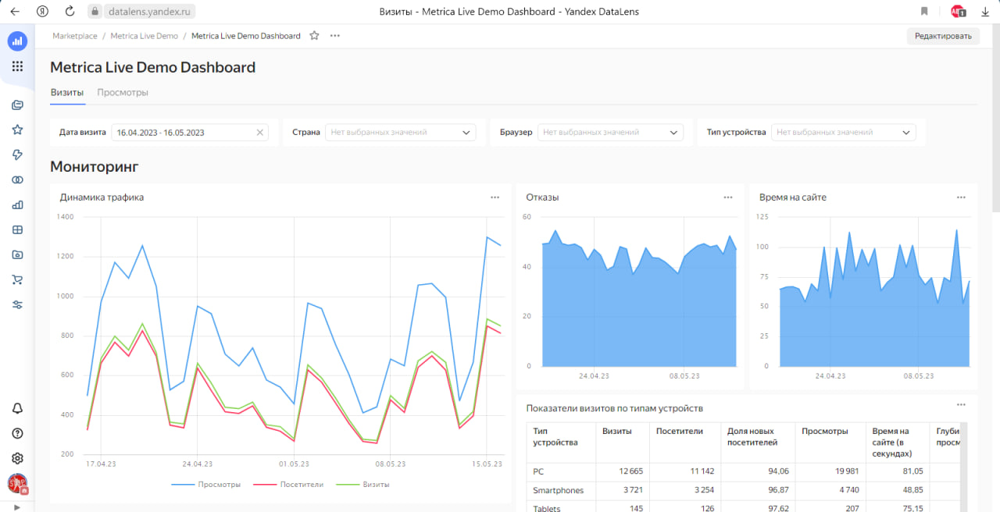 datalens.yandex.ru
Визиты - Metrica Live Demo Dashboard - Yandex DataLens
Marketplace / Metrica Live Demo / Metrica Live Demo Dashboard
Редактировать
Metrica Live Demo Dashboard
Визиты Просмотры
Дата визита 16.04.2023 - 16.05.2023 Страна Нет выбранных значений Браузер Нет выбранных значений Тип устройства Нет выбранных значений
Мониторинг
Динамика трафика
1400
1200
1000
800
600
400
200
17.04.23 24.04.23 01.05.23 08.05.23 15.05.23
Просмотры Посетители Визиты
Отказы
60
40
20
0
24.04.23 08.05.23
Время на сайте
125
100
75
50
25
0
24.04.23 08.05.23
Показатели визитов по типам устройств
Тип устройства Визиты Посетители Доля новых посетителей Просмотры Время на сайте (в секундах)
PC 12 665 11 142 94,06 19 981 81,05
Smartphones 3 721 3 254 96,87 4 740 48,85
Tablets 145 126 97,62 207 75,15